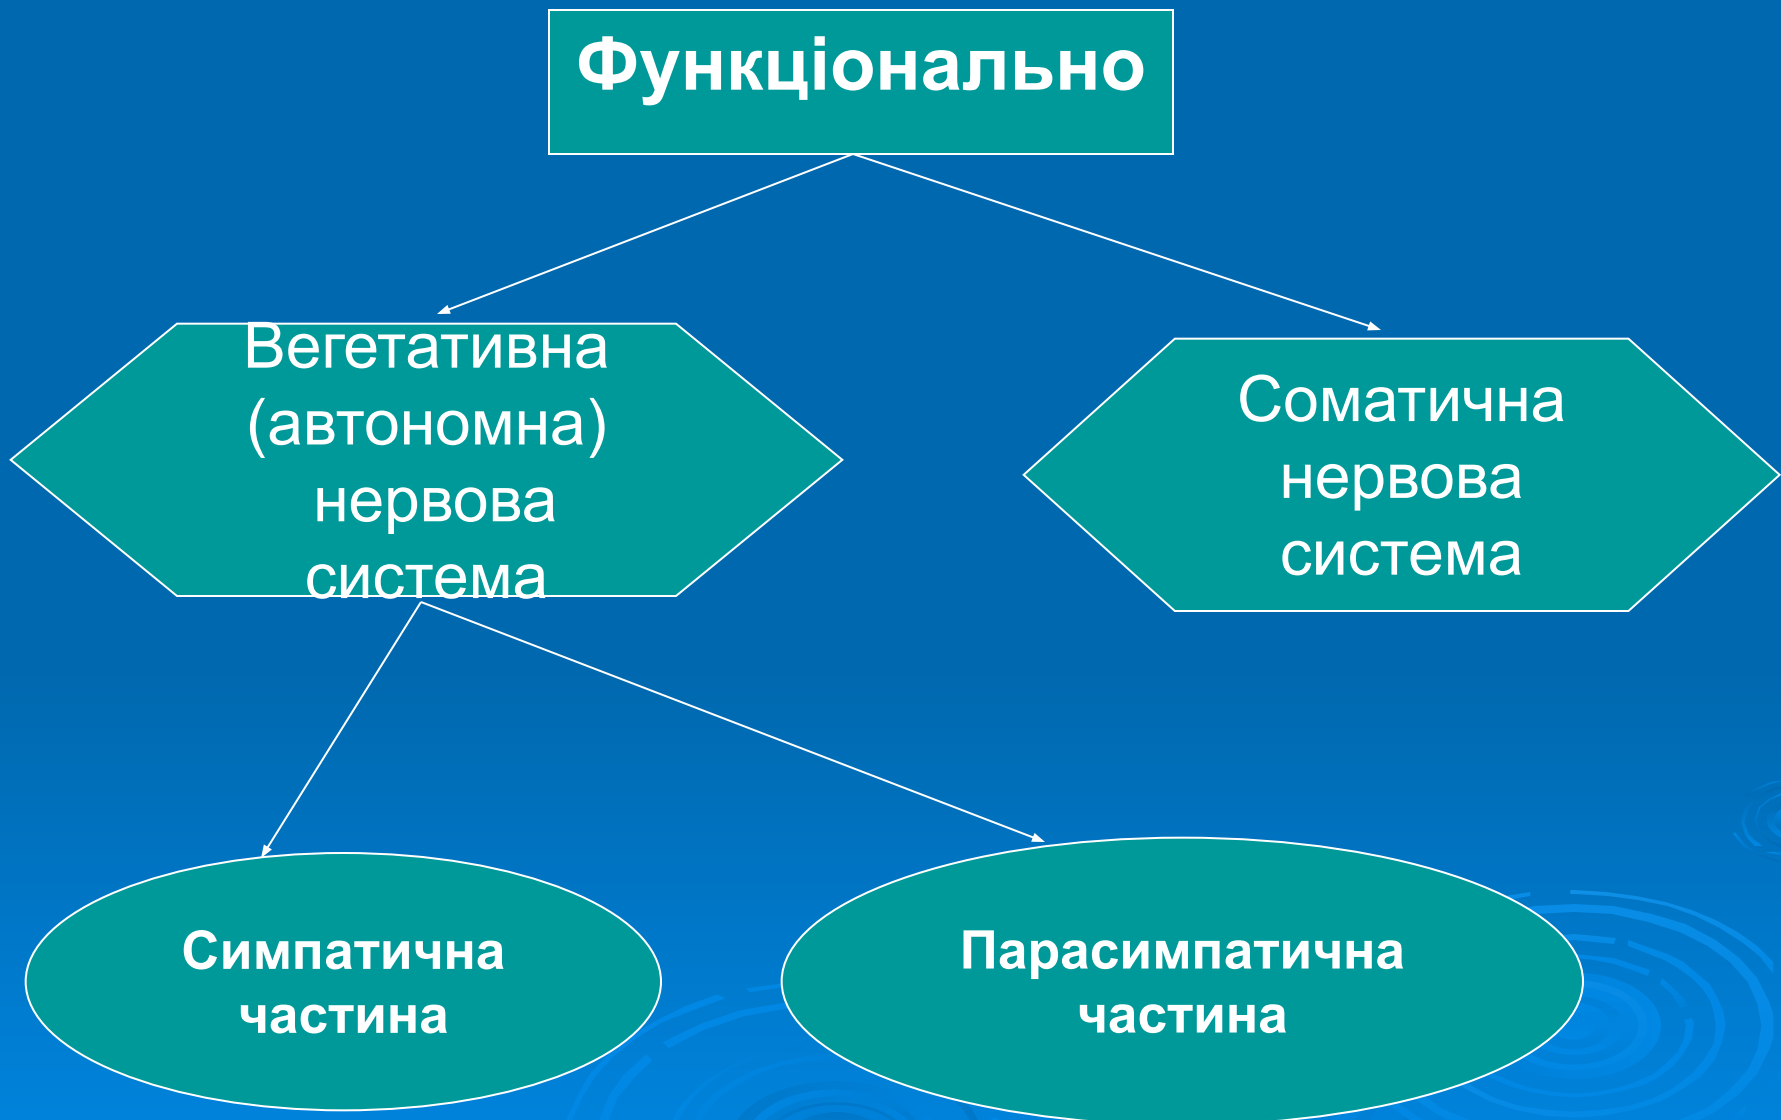 Функціонально
Вегетативна
(автономна)
нервова
система
Соматична
нервова
система
Симпатична
частина
Парасимпатична
частина